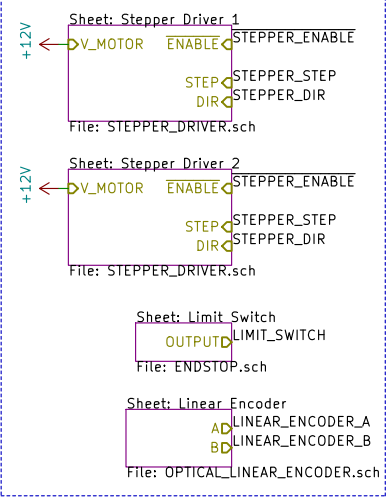 Sheet: Stepper Driver 1
+12V
V_MOTOR
ENABLE
STEPPER_ENABLE
STEP
STEPPER_STEP
DIR
STEPPER_DIR
File: STEPPER_DRIVER.sch
Sheet: Stepper Driver 2
+12V
V_MOTOR
ENABLE
STEPPER_ENABLE
STEP
STEPPER_STEP
DIR
STEPPER_DIR
File: STEPPER_DRIVER.sch
Sheet: Limit Switch
OUTPUT
LIMIT_SWITCH
File: ENDSTOP.sch
Sheet: Linear Encoder
A
LINEAR_ENCODER_A
B
LINEAR_ENCODER_B
File: OPTICAL_LINEAR_ENCODER.sch